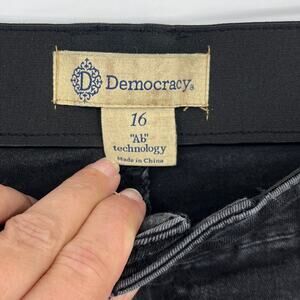 D Democracy®
16
"Ab"
technology
Made in China